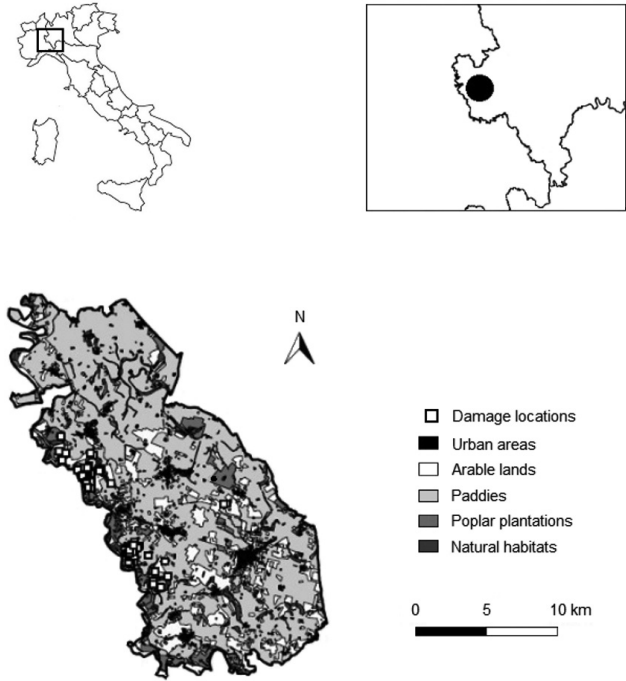 N
Damage locations
Urban areas
Arable lands
Paddies
Poplar plantations
Natural habitats
0 5 10 km